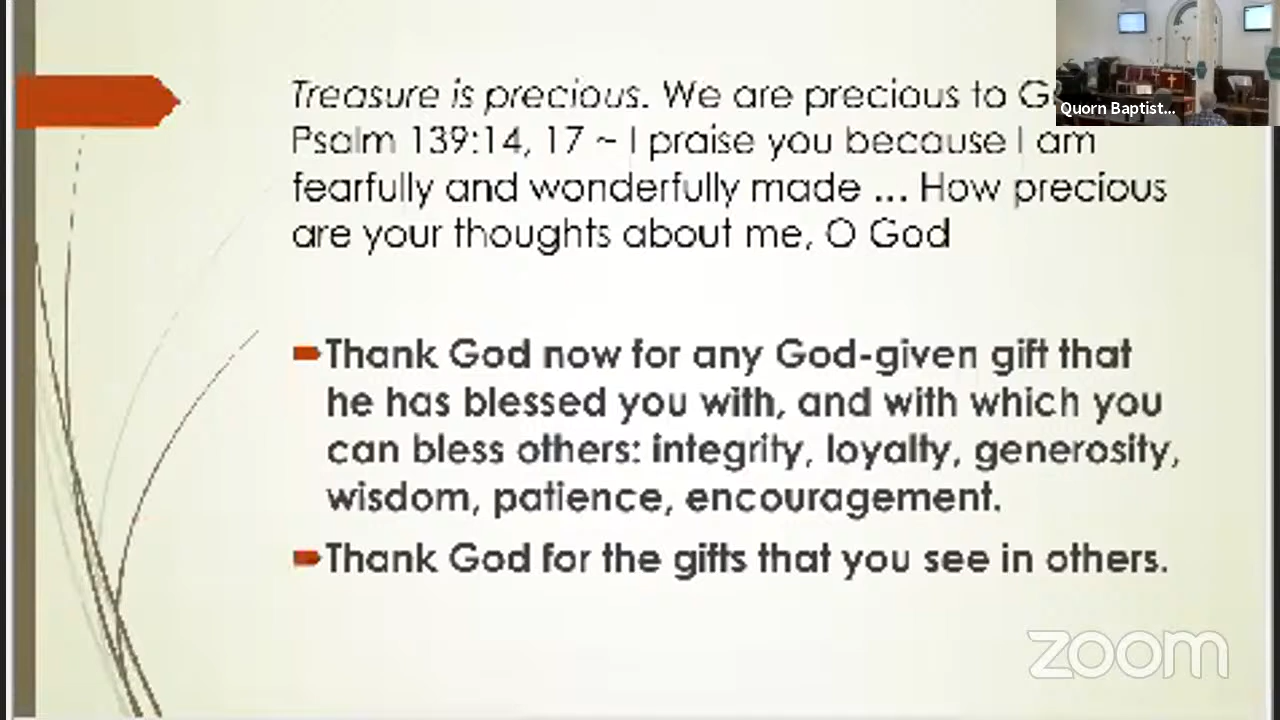 Treasure is precious. We are precious to
Psalm 139:14, 17 ~ I praise you because I am
fearfully and wonderfully made ... How precious
are your thoughts about me, O God
Thank God now for any God-given gift that
he has blessed you with, and with which you
can bless others: integrity, loyalty, generosity,
wisdom, patience, encouragement.
Thank God for the gifts that you see in others.
Quorn Baptist...
zoom